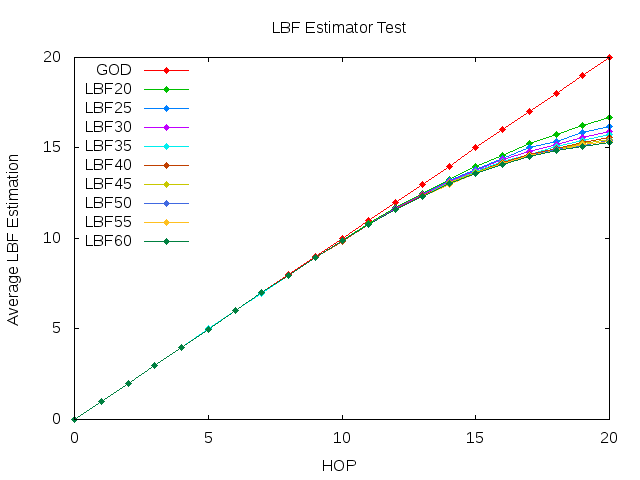 LBF Estimator Test
Average LBF Estimation
20
15
10
5
0
GOD
LBF20
LBF25
LBF30
LBF35
LBF40
LBF45
LBF50
LBF55
LBF60
0 5 10 15 20
HOP